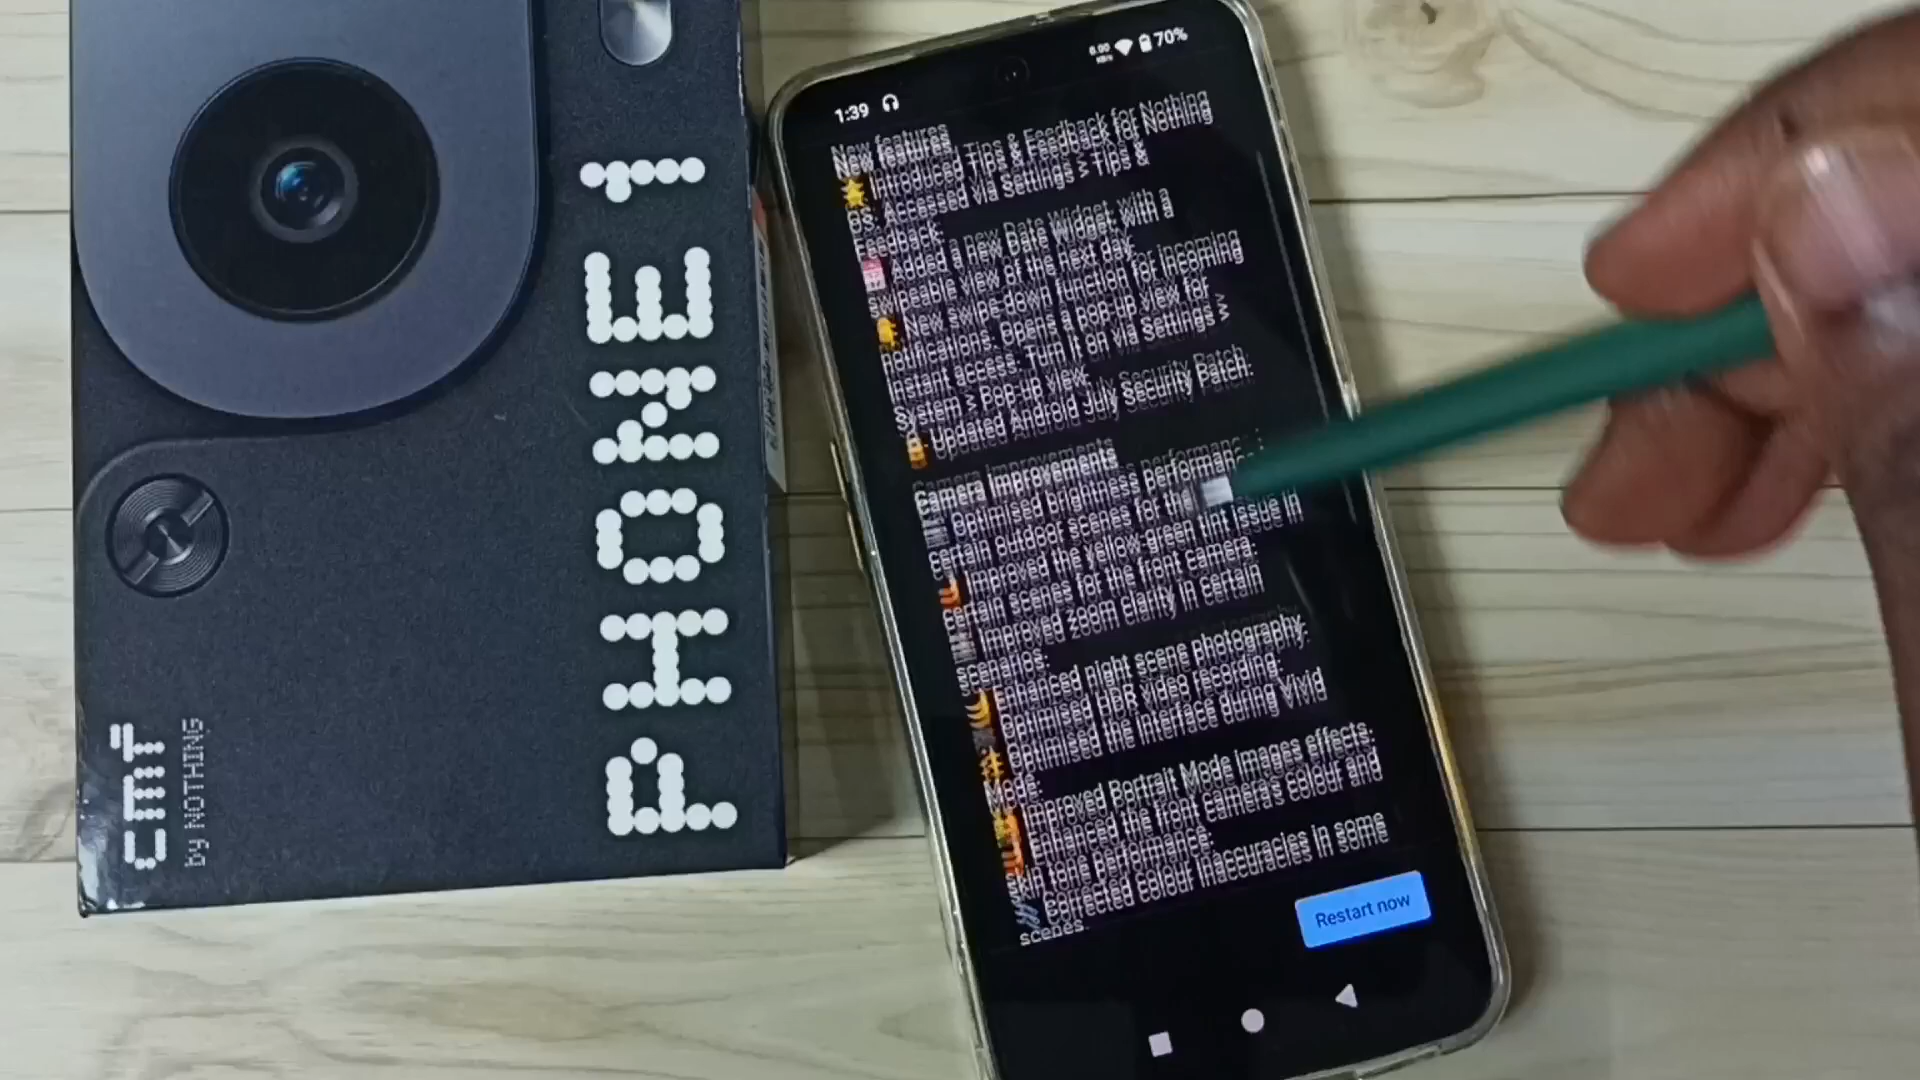 PHONE 1
cmf
by NOTHING
1:39
70%
New features
Introduced Tips & Feedback for Nothing
OS. Accessed via Settings > Tips &
Feedback.
Added a new Date Widget, with a
swipeable view of the next day.
New swipe down function for incoming
notifications. Opens a pop-up view for
instant access. Turn it on via Settings >
System > Pop-up view.
Updated Android July Security Patch.
Camera Improvements
Optimised brightness performance
certain outdoor scenes for the
Improved the yellow-green tint issue in
certain scenes for the front camera.
Improved zoom clarity in certain
scenarios.
Enhanced night scene photography.
Optimised HDR video recording.
Optimised the interface during Vivid
Mode.
Improved Portrait Mode images effects.
Enhanced the front camera's colour and
skin tone performance.
Corrected colour inaccuracies in some
scenes.
Restart now